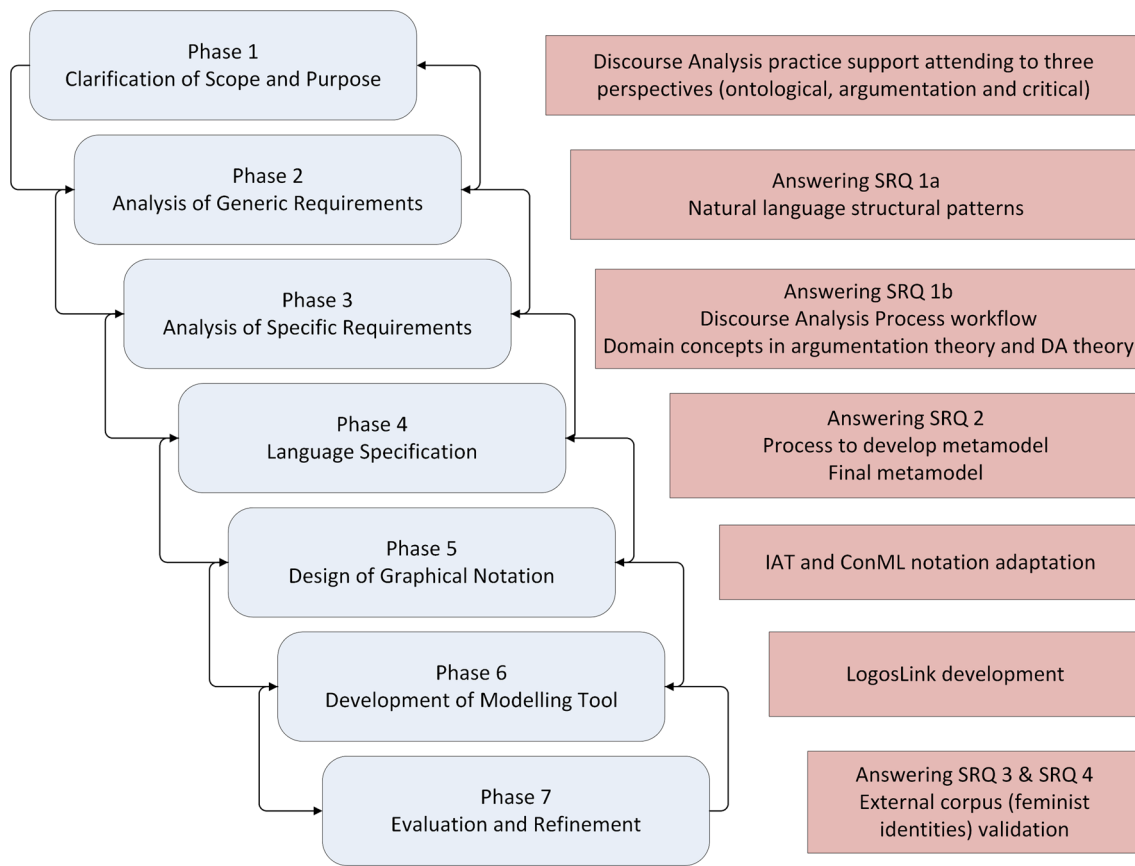 Phase 1
Clarification of Scope and Purpose
Discourse Analysis practice support attending to three
perspectives (ontological, argumentation and critical)
Phase 2
Analysis of Generic Requirements
Answering SRQ 1a
Natural language structural patterns
Phase 3
Analysis of Specific Requirements
Answering SRQ 1b
Discourse Analysis Process workflow
Domain concepts in argumentation theory and DA theory
Phase 4
Language Specification
Answering SRQ 2
Process to develop metamodel
Final metamodel
Phase 5
Design of Graphical Notation
IAT and ConML notation adaptation
Phase 6
Development of Modelling Tool
LogosLink development
Phase 7
Evaluation and Refinement
Answering SRQ 3 & SRQ 4
External corpus (feminist
identities) validation